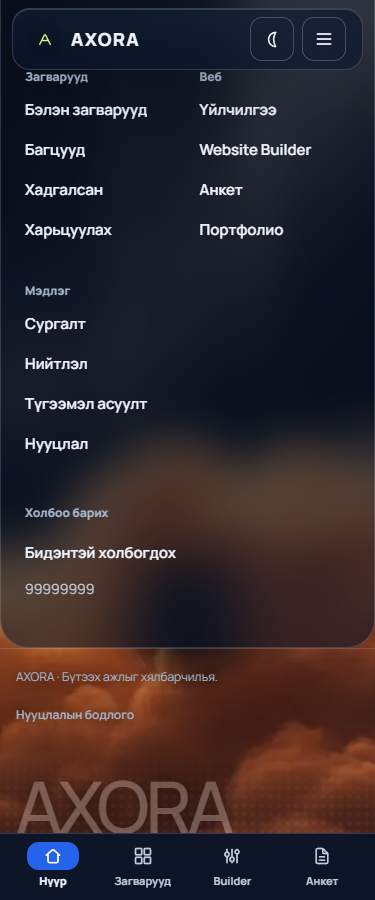 AXORA
Загварууд
Веб
Бэлэн загварууд
Үйлчилгээ
Багцууд
Website Builder
Хадгалсан
Анкет
Харьцуулах
Портфолио
Мэдлэг
Сургалт
Нийтлэл
Түгээмэл асуулт
Нууцлал
Холбоо барих
Бидэнтэй холбогдох
99999999
AXORA · Бүтээх ажлыг хялбарчилъя.
Нууцлалын бодлого
AXORA
Нүүр
Загварууд
Builder
Анкет